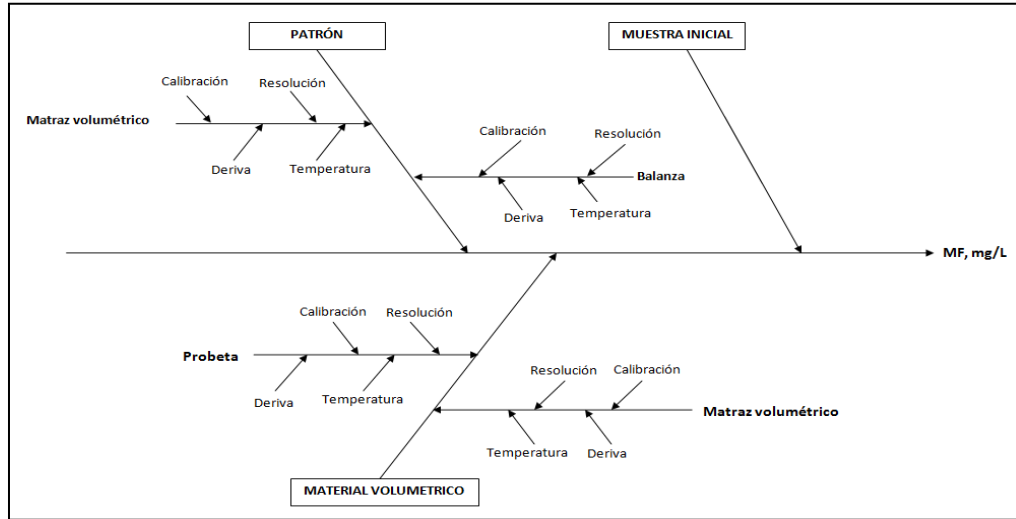 PATRÓN
MUESTRA INICIAL
Calibración
Resolución
Matraz volumétrico
Deriva
Temperatura
Calibración
Resolución
Balanza
Deriva
Temperatura
MF, mg/L
Calibración
Resolución
Probeta
Deriva
Temperatura
Resolución
Calibración
Matraz volumétrico
Temperatura
Deriva
MATERIAL VOLUMETRICO